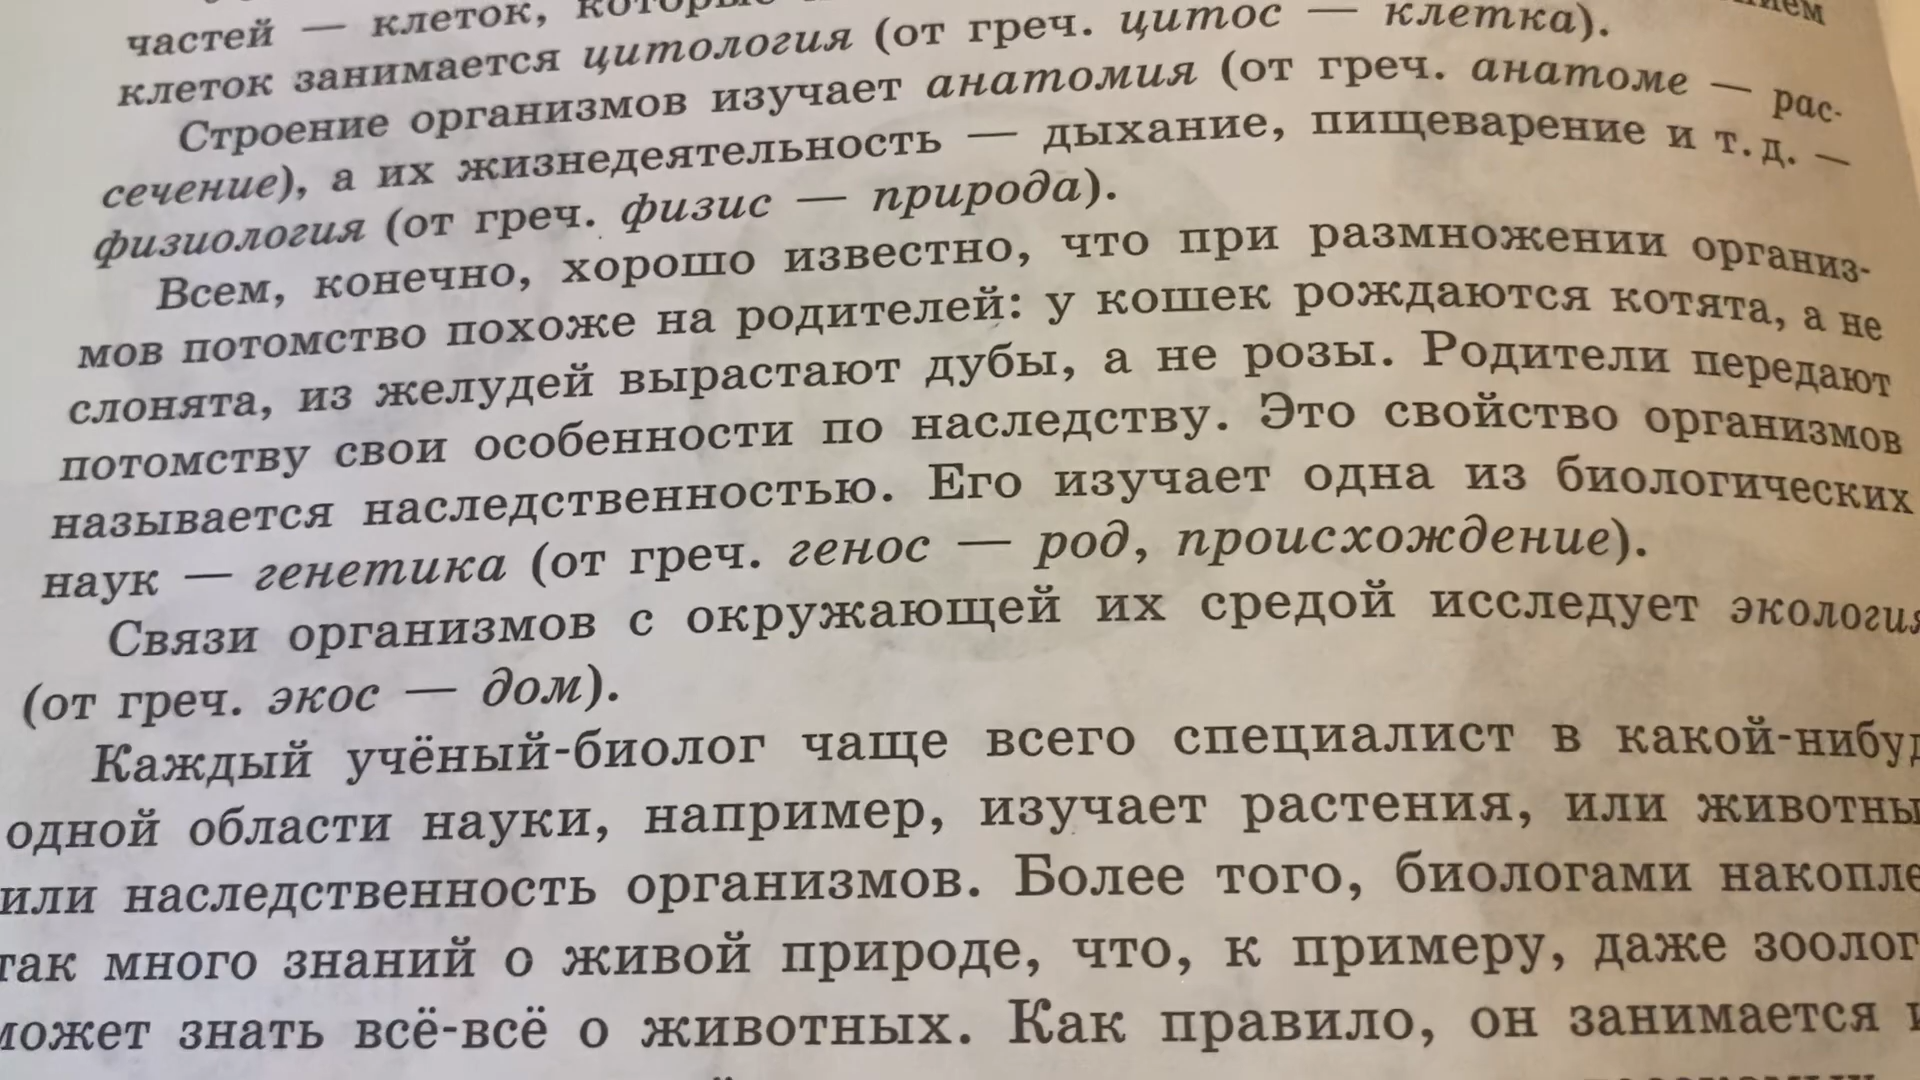 частей — клеток,
клеток занимается цитология (от греч. цитос — клетка).
Строение организмов изучает анатомия (от греч. анатоме — рас-
сечение), а их жизнедеятельность — дыхание, пищеварение и т. д. —
физиология (от греч. физис — природа).
Всем, конечно, хорошо известно, что при размножении организ-
мов потомство похоже на родителей: у кошек рождаются котята, а не
слонята, из желудей вырастают дубы, а не розы. Родители передают
потомству свои особенности по наследству. Это свойство организмов
называется наследственностью. Его изучает одна из биологических
наук — генетика (от греч. генос — род, происхождение).
Связи организмов с окружающей их средой исследует экология
(от греч. экос — дом).
Каждый учёный-биолог чаще всего специалист в какой-нибуд
одной области науки, например, изучает растения, или животны
или наследственность организмов. Более того, биологами накопле
так много знаний о живой природе, что, к примеру, даже зоолог
может знать всё-всё о животных. Как правило, он занимается